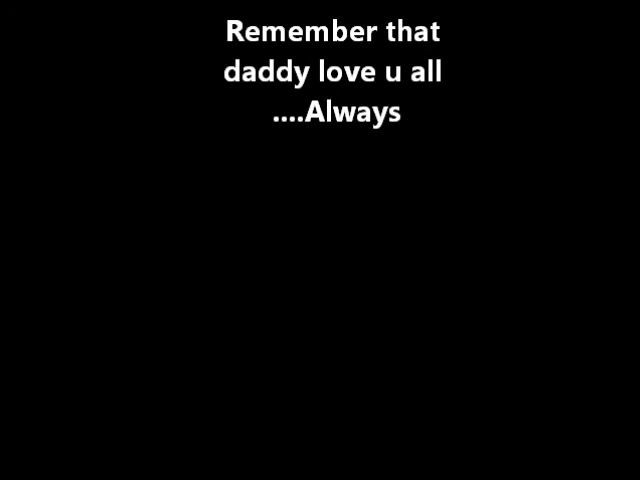 Remember that
daddy love u all
....Always